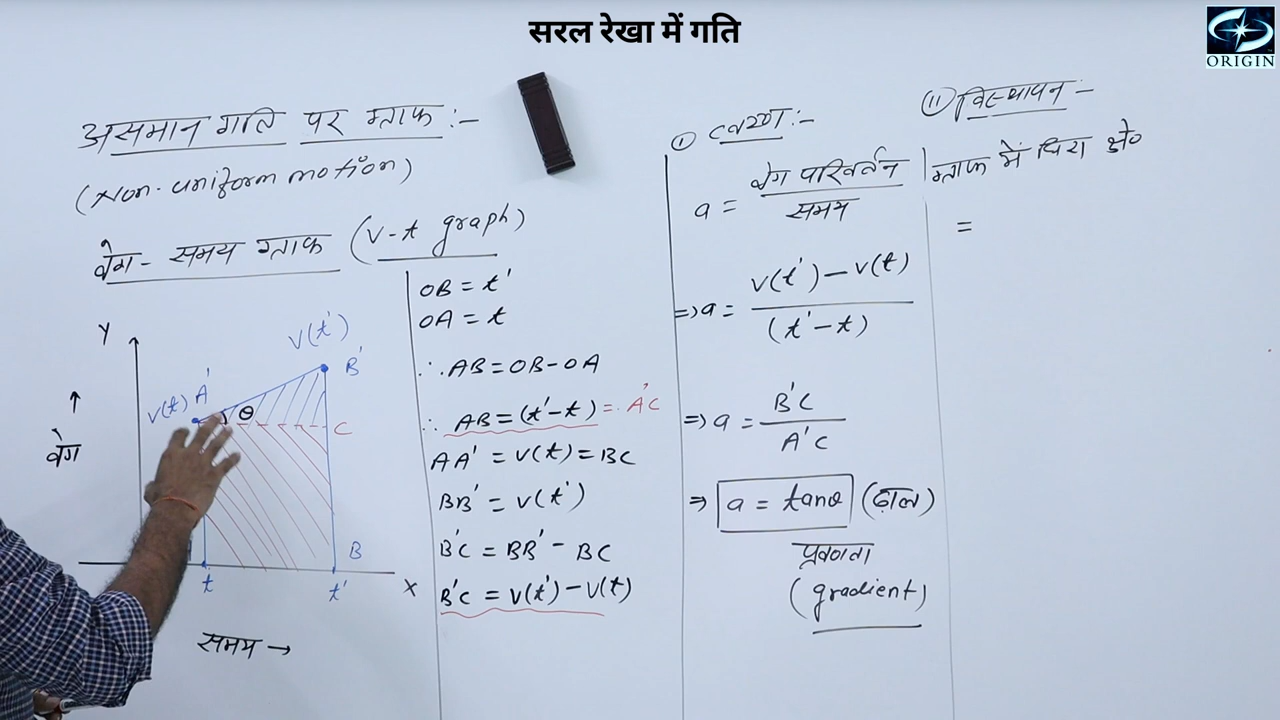 सरल रेखा में गति
ORIGIN
असमान गति पर ग्राफ :-
(Non-uniform motion)
वेग - समय ग्राफ (v-t graph)
Y
↑
वेग
v(t) A'
v(t')
B'
θ
C
B
t
t'
X
समय →
OB = t'
OA = t
∴ AB = OB - OA
∴ AB = (t' - t) = A'C
AA' = v(t) = BC
BB' = v(t')
B'C = BB' - BC
B'C = v(t') - v(t)
(i) त्वरण :-
a = वेग परिवर्तन / समय
⇒ a = v(t') - v(t) / (t' - t)
⇒ a = B'C / A'C
⇒ a = tanθ (ढाल)
प्रवणता
(gradient)
(ii) विस्थापन :-
ग्राफ में घिरा क्षे०
=